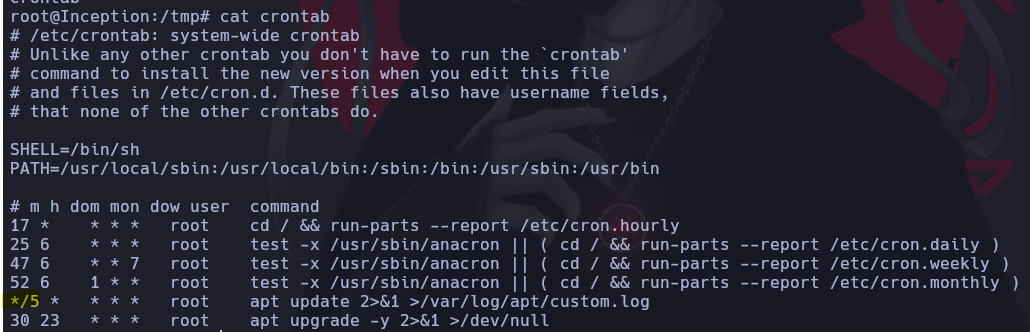 root@Inception:/tmp# cat crontab
# /etc/crontab: system-wide crontab
# Unlike any other crontab you don't have to run the `crontab'
# command to install the new version when you edit this file
# and files in /etc/cron.d. These files also have username fields,
# that none of the other crontabs do.

SHELL=/bin/sh
PATH=/usr/local/sbin:/usr/local/bin:/sbin:/bin:/usr/sbin:/usr/bin

# m h dom mon dow user  command
17 *    * * *   root    cd / && run-parts --report /etc/cron.hourly
25 6    * * *   root    test -x /usr/sbin/anacron || ( cd / && run-parts --report /etc/cron.daily )
47 6    * * 7   root    test -x /usr/sbin/anacron || ( cd / && run-parts --report /etc/cron.weekly )
52 6    1 * *   root    test -x /usr/sbin/anacron || ( cd / && run-parts --report /etc/cron.monthly )
*/5 *   * * *   root    apt update 2>&1 >/var/log/apt/custom.log
30 23   * * *   root    apt upgrade -y 2>&1 >/dev/null